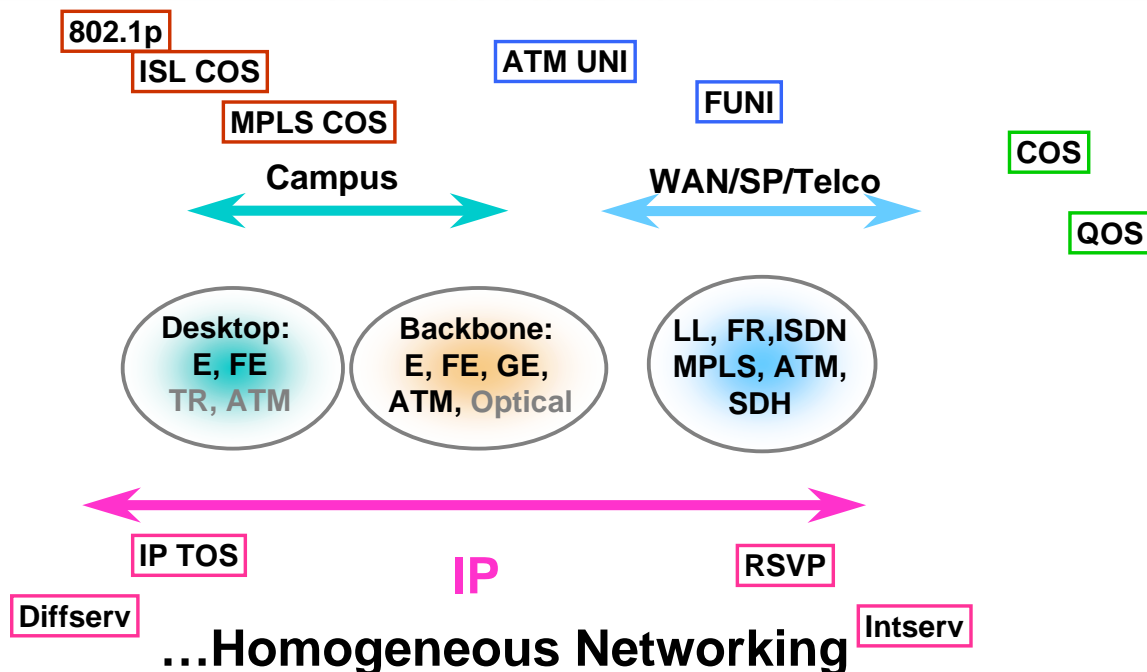 802.1p
ISL COS
MPLS COS
ATM UNI
FUNI
COS
QOS
Campus
WAN/SP/Telco
Desktop:
E, FE
TR, ATM
Backbone:
E, FE, GE,
ATM, Optical
LL, FR,ISDN
MPLS, ATM,
SDH
IP TOS
IP
RSVP
Diffserv
Intserv
...Homogeneous Networking